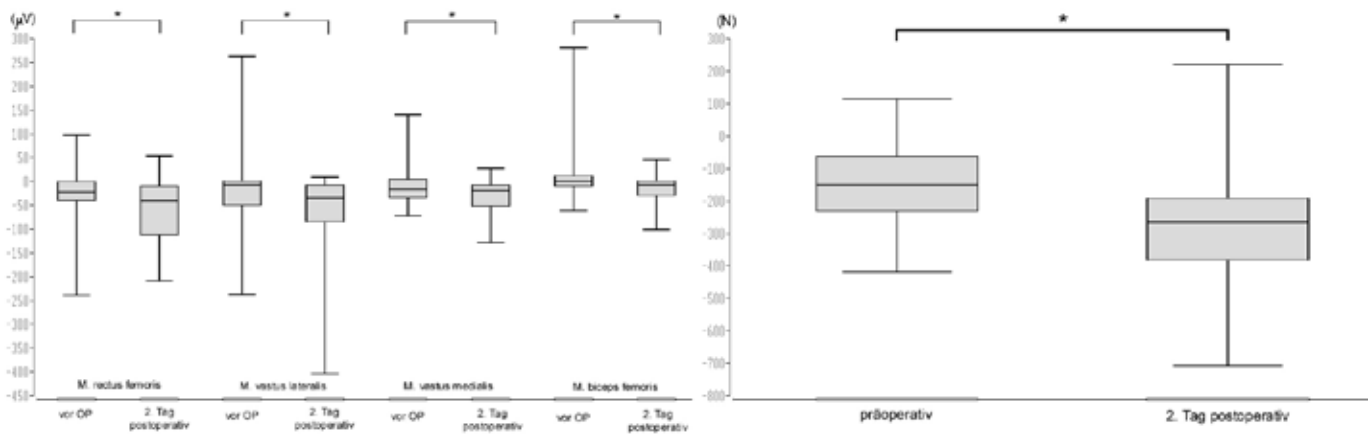 (µV)
*
*
*
*
300
250
200
150
100
50
0
-50
-100
-150
-200
-250
-300
-350
-400
-450
M. rectus femoris
M. vastus lateralis
M. vastus medialis
M. biceps femoris
vor OP
2. Tag
postoperativ
vor OP
2. Tag
postoperativ
vor OP
2. Tag
postoperativ
vor OP
2. Tag
postoperativ
(N)
*
300
200
100
0
-100
-200
-300
-400
-500
-600
-700
-800
präoperativ
2. Tag postoperativ